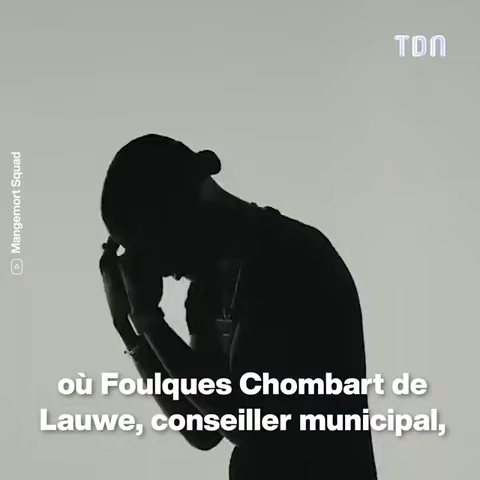 TDN
Mangemort Squad
où Foulques Chombart de
Lauwe, conseiller municipal,